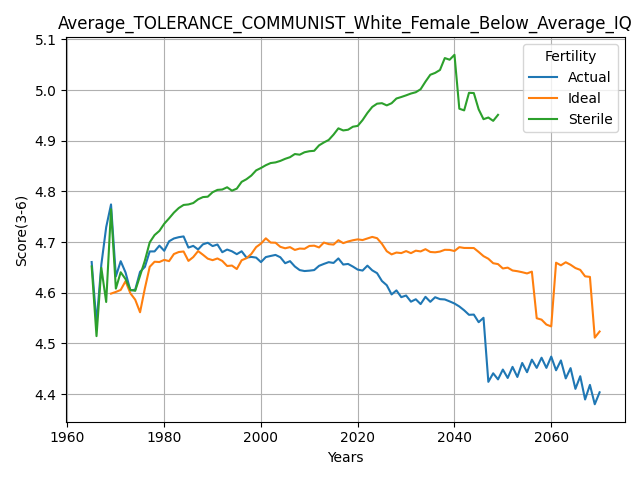 Average_TOLERANCE_COMMUNIST_White_Female_Below_Average_IQ
5.1
5.0
4.9
4.8
4.7
4.6
4.5
4.4
Score(3-6)
Fertility
Actual
Ideal
Sterile
1960
1980
2000
2020
2040
2060
Years